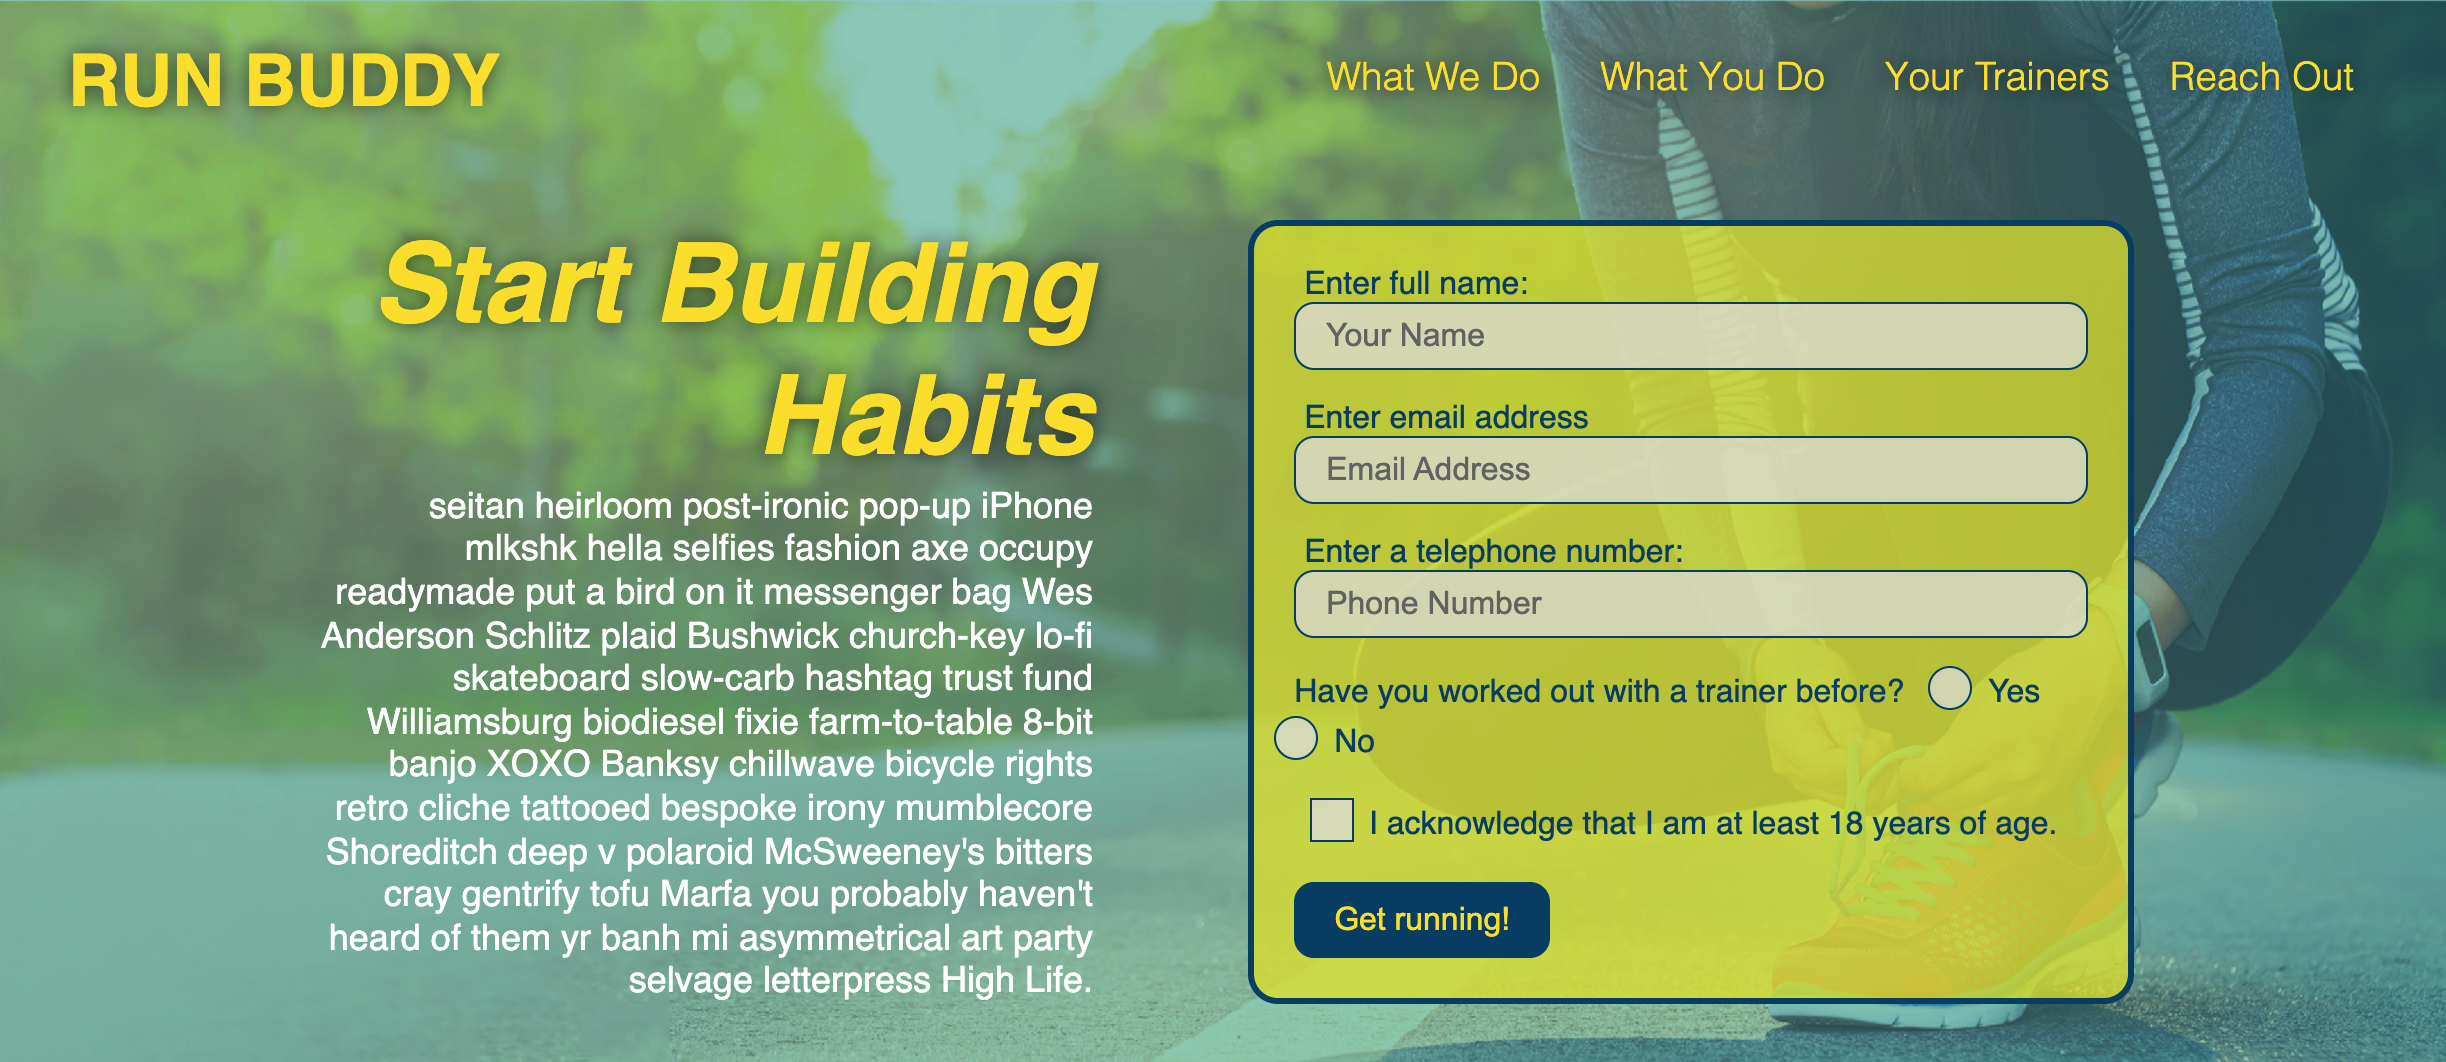 RUN BUDDY
What We Do
What You Do
Your Trainers
Reach Out
Start Building
Habits
seitan heirloom post-ironic pop-up iPhone
mlkshk hella selfies fashion axe occupy
readymade put a bird on it messenger bag Wes
Anderson Schlitz plaid Bushwick church-key lo-fi
skateboard slow-carb hashtag trust fund
Williamsburg biodiesel fixie farm-to-table 8-bit
banjo XOXO Banksy chillwave bicycle rights
retro cliche tattooed bespoke irony mumblecore
Shoreditch deep v polaroid McSweeney's bitters
cray gentrify tofu Marfa you probably haven't
heard of them yr banh mi asymmetrical art party
selvage letterpress High Life.
Enter full name:
Your Name
Enter email address
Email Address
Enter a telephone number:
Phone Number
Have you worked out with a trainer before? Yes
No
I acknowledge that I am at least 18 years of age.
Get running!